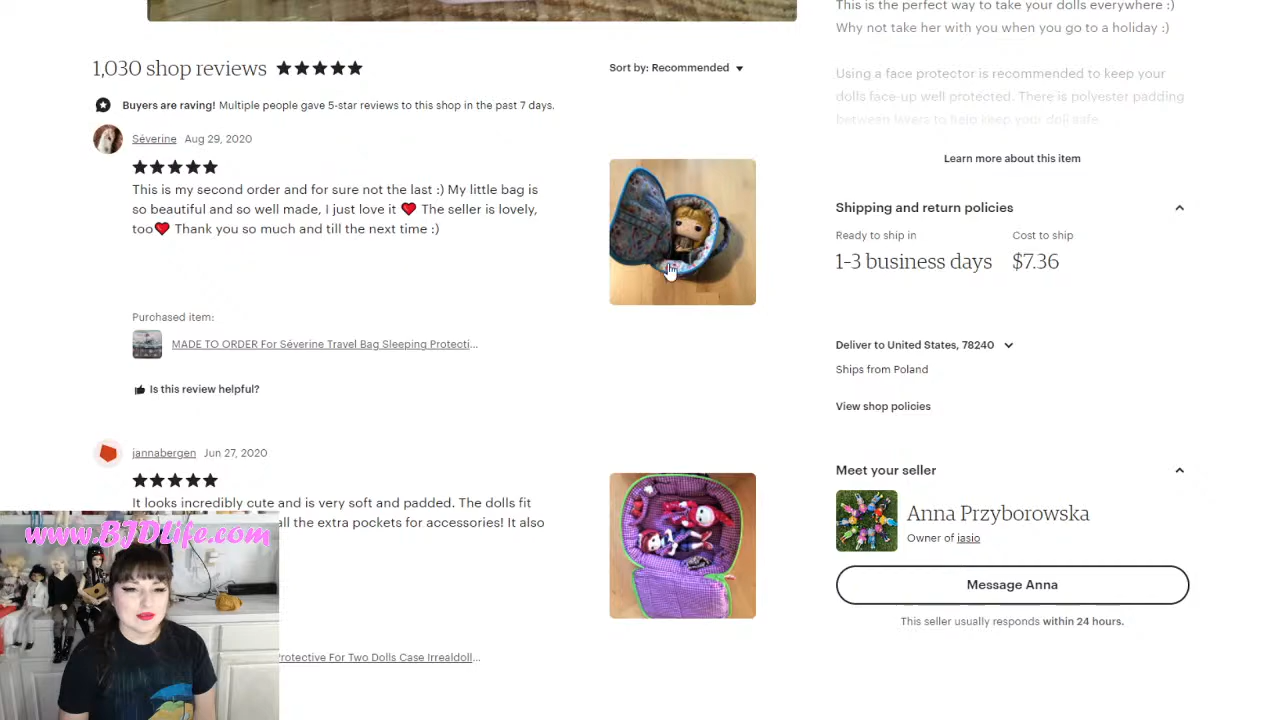 This is the perfect way to take your dolls everywhere :)
Why not take her with you when you go to a holiday :)
Using a face protector is recommended to keep your
dolls face-up well protected. There is polyester padding
between layers to help keep your doll safe.
Learn more about this item
1,030 shop reviews
Sort by: Recommended
Buyers are raving! Multiple people gave 5-star reviews to this shop in the past 7 days.
Séverine Aug 29, 2020
This is my second order and for sure not the last :) My little bag is
so beautiful and so well made, I just love it ❤ The seller is lovely,
too❤ Thank you so much and till the next time :)
Purchased item:
MADE TO ORDER For Séverine Travel Bag Sleeping Protecti...
Is this review helpful?
jannabergen Jun 27, 2020
It looks incredibly cute and is very soft and padded. The dolls fit
all the extra pockets for accessories! It also
rotective For Two Dolls Case Irrealdoll...
Shipping and return policies
Ready to ship in
1-3 business days
Cost to ship
$7.36
Deliver to United States, 78240
Ships from Poland
View shop policies
Meet your seller
Anna Przyborowska
Owner of iasio
Message Anna
This seller usually responds within 24 hours.
www.BJDLife.com